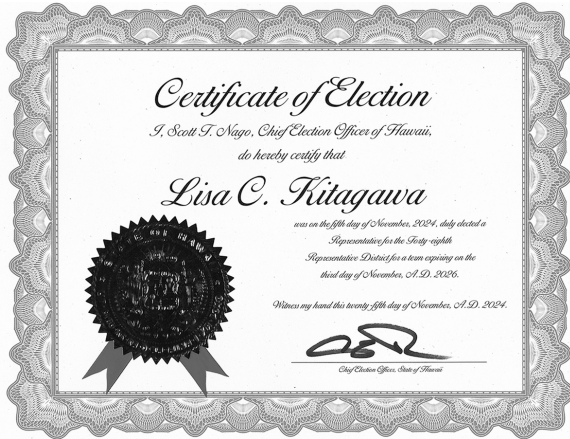 Certificate of Election
I, Scott T. Nago, Chief Election Officer of Hawaii,
do hereby certify that
Lisa C. Kitagawa
was on the fifth day of November, 2024, duly elected a
Representative for the Forty-eighth
Representative District for a term expiring on the
third day of November, A.D. 2026.
Witness my hand this twenty-fifth day of November, A.D. 2024.
Chief Election Officer, State of Hawaii